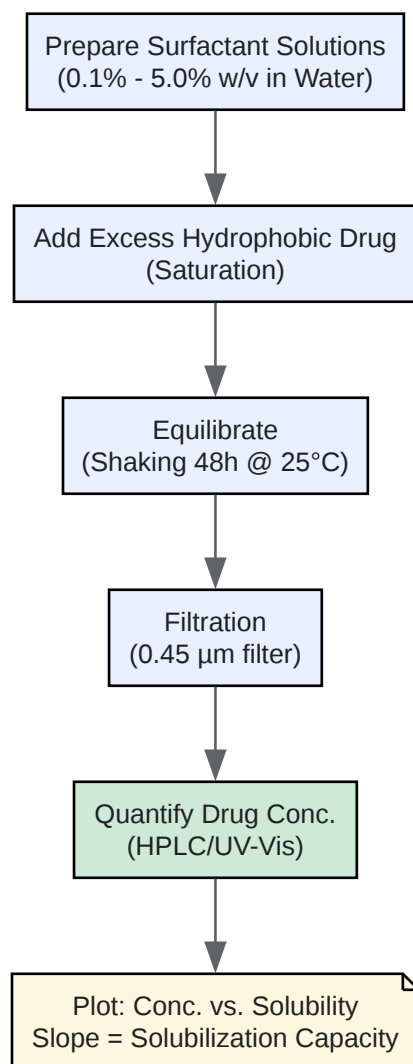 Prepare Surfactant Solutions
(0.1% - 5.0% w/v in Water)
Add Excess Hydrophobic Drug
(Saturation)
Equilibrate
(Shaking 48h @ 25°C)
Filtration
(0.45 µm filter)
Quantify Drug Conc.
(HPLC/UV-Vis)
Plot: Conc. vs. Solubility
Slope = Solubilization Capacity